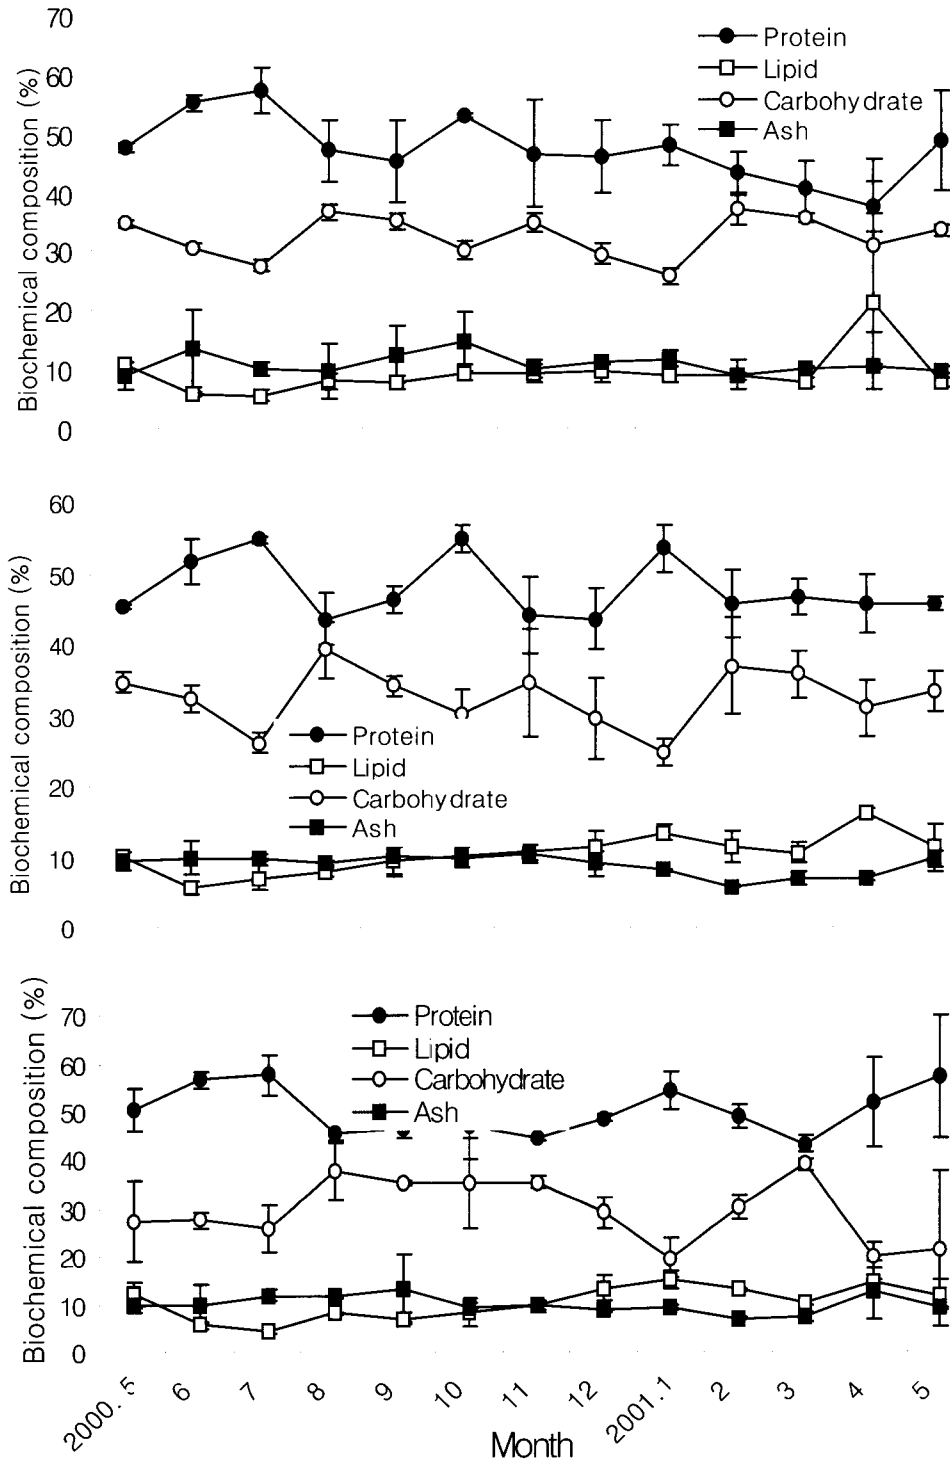 Biochemical composition (%)
70
60
50
40
30
20
10
0
Protein
Lipid
Carbohydrate
Ash
Biochemical composition (%)
60
50
40
30
20
10
0
Protein
Lipid
Carbohydrate
Ash
Biochemical composition (%)
70
60
50
40
30
20
10
0
Protein
Lipid
Carbohydrate
Ash
6 7 8 9 10 11 12 2001.1 2 3 4 5
Month